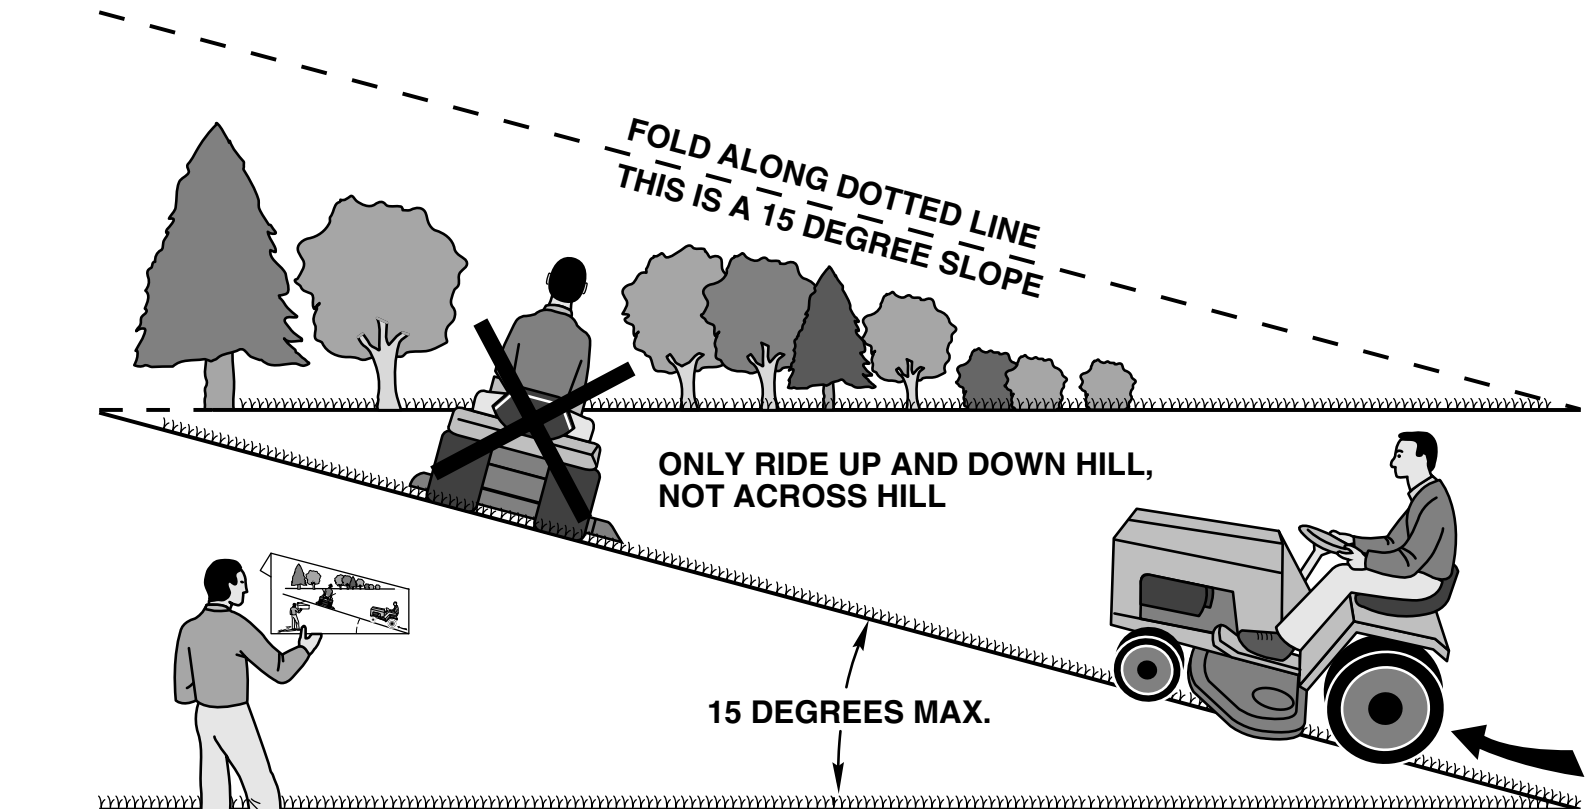 FOLD ALONG DOTTED LINE
THIS IS A 15 DEGREE SLOPE
ONLY RIDE UP AND DOWN HILL,
NOT ACROSS HILL
15 DEGREES MAX.